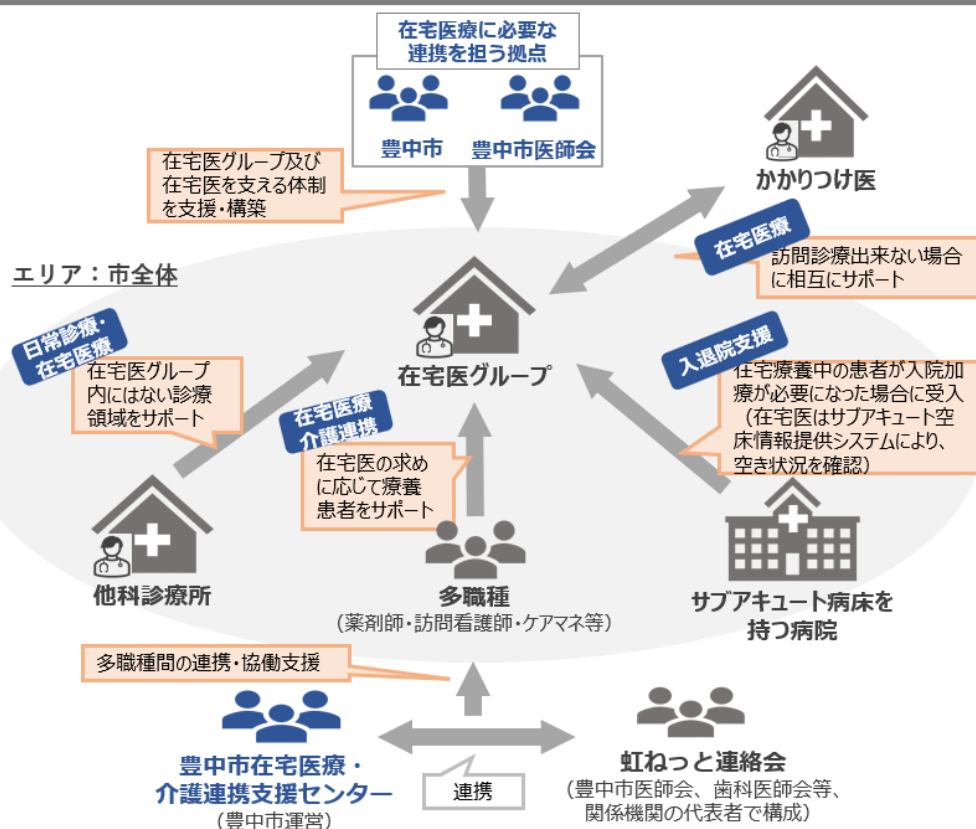 在宅医療に必要な
連携を担う拠点
豊中市
豊中市医師会
在宅医グループ及び
在宅医を支える体制
を支援・構築
かかりつけ医
在宅医療
訪問診療出来ない場合
に相互にサポート
エリア：市全体
日常診療・
在宅医療
在宅医グループ
内にはない診療
領域をサポート
在宅医グループ
入退院支援
在宅療養中の患者が入院加
療が必要になった場合に受入
（在宅医はサブアキュート空
床情報提供システムにより、
空き状況を確認）
在宅医療
介護連携
在宅医の求め
に応じて療養
患者をサポート
他科診療所
多職種
（薬剤師・訪問看護師・ケアマネ等）
サブアキュート病床を
持つ病院
多職種間の連携・協働支援
豊中市在宅医療・
介護連携支援センター
（豊中市運営）
連携
虹ねっと連絡会
（豊中市医師会、歯科医師会等、
関係機関の代表者で構成）